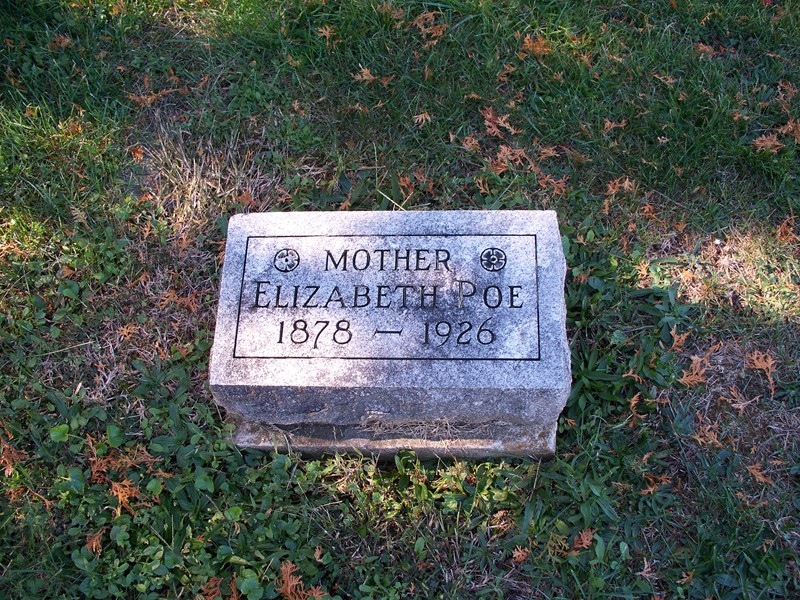 MOTHER
ELIZABETH POE
1878 — 1926